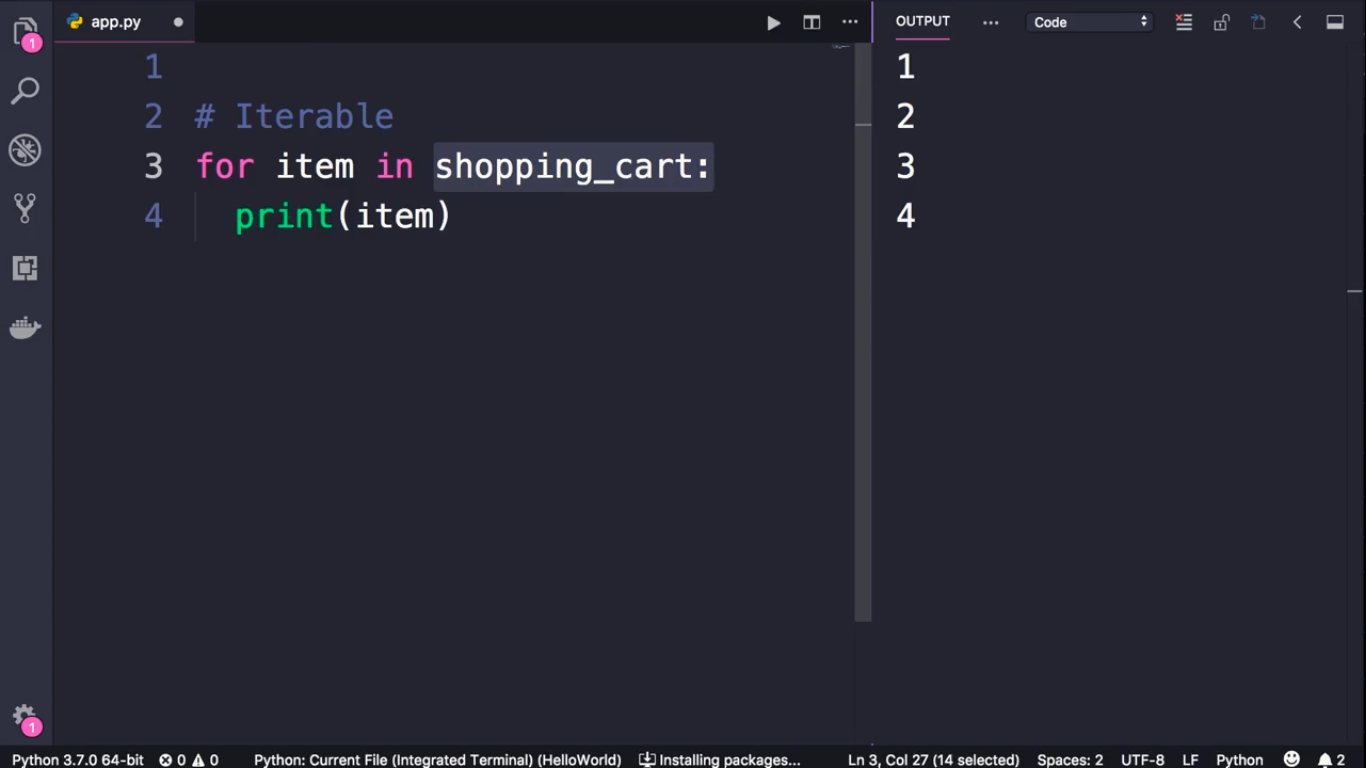 app.py
OUTPUT
Code
1
2 # Iterable
3 for item in shopping_cart:
4 print(item)
1
2
3
4
1
1
Python 3.7.0 64-bit 0 0 Python: Current File (Integrated Terminal) (HelloWorld) Installing packages... Ln 3, Col 27 (14 selected) Spaces: 2 UTF-8 LF Python 2